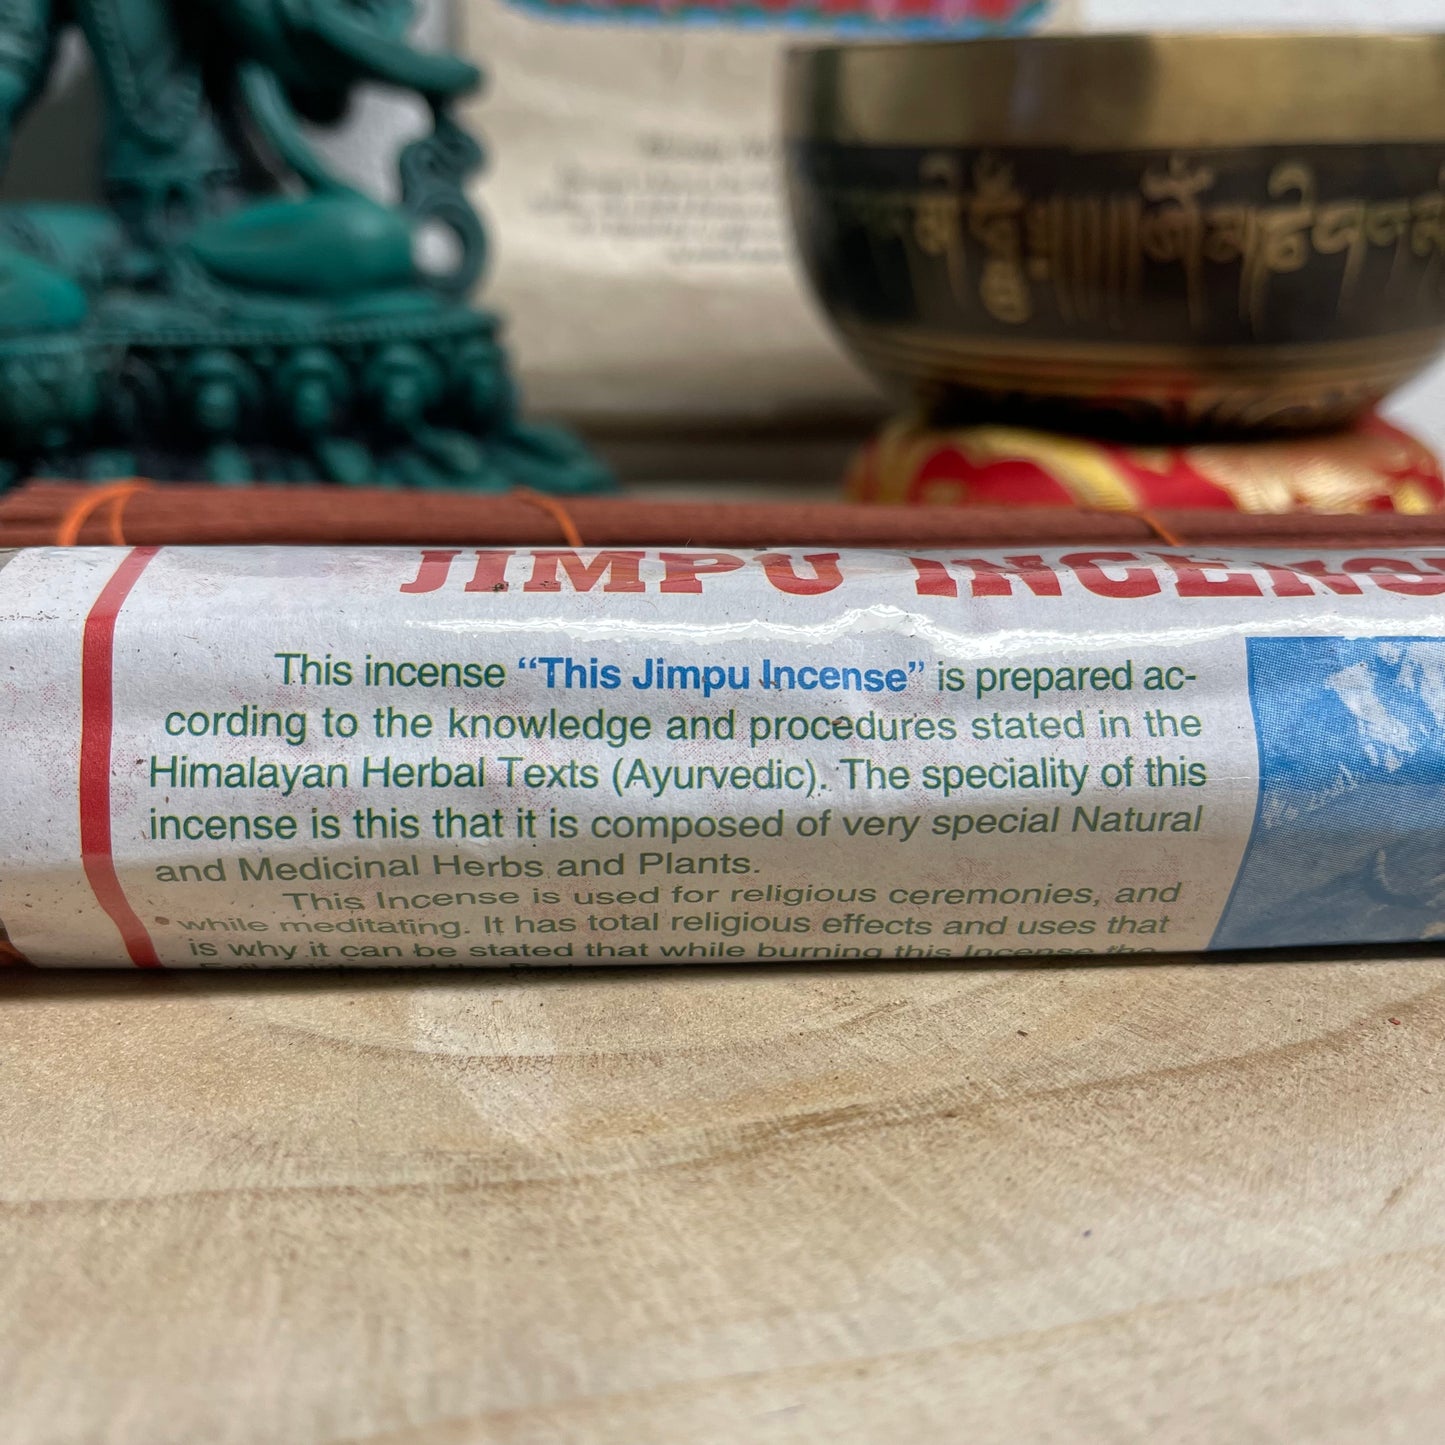 JIMPU INCENSE
This incense “This Jimpu Incense” is prepared ac-
cording to the knowledge and procedures stated in the
Himalayan Herbal Texts (Ayurvedic). The speciality of this
incense is this that it is composed of very special Natural
and Medicinal Herbs and Plants.
This Incense is used for religious ceremonies, and
while meditating. It has total religious effects and uses that
is why it can be stated that while burning this Incense the